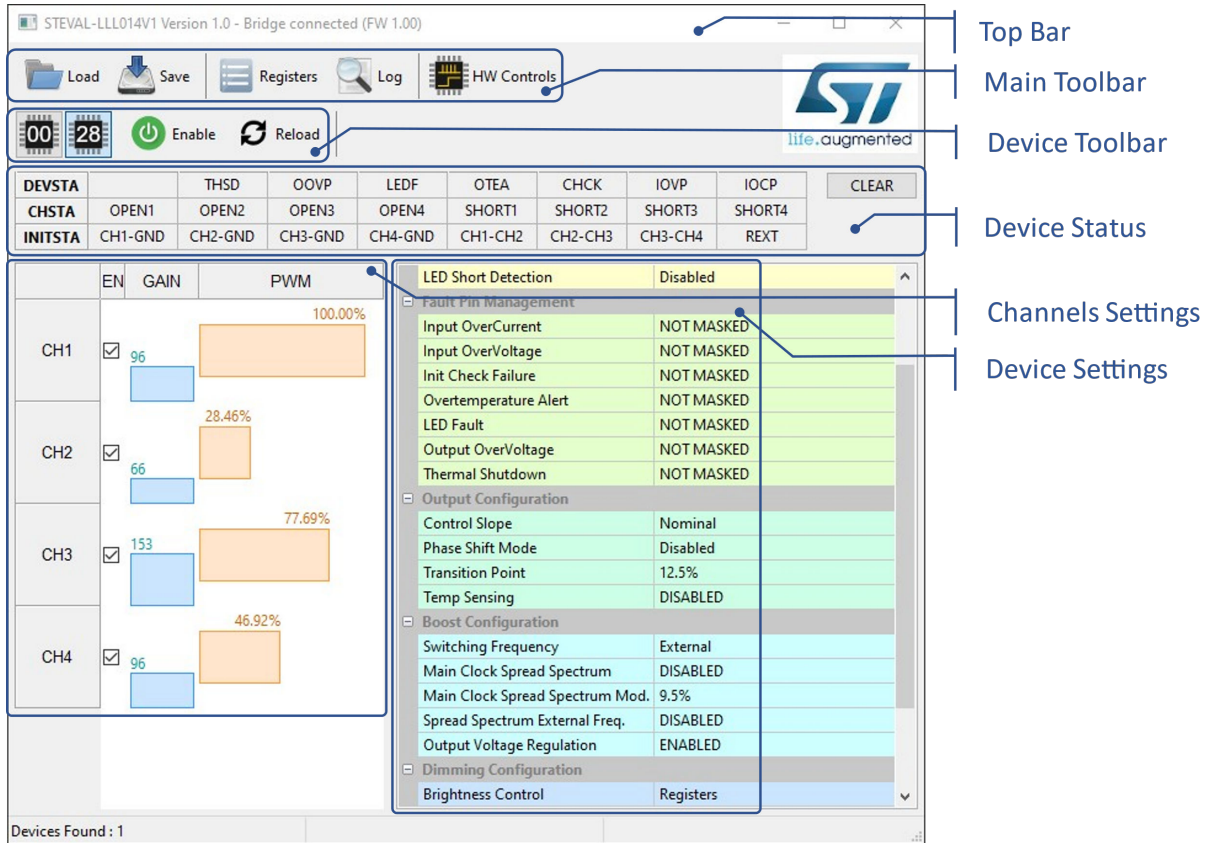 STEVAL-LLL014V1 Version 1.0 - Bridge connected (FW 1.00)
Top Bar
Load Save Registers Log HW Controls
Main Toolbar
00 28 Enable Reload
life.augmented
Device Toolbar
DEVSTA THSD OOVP LEDF OTEA CHCK IOVP IOCP CLEAR
CHSTA OPEN1 OPEN2 OPEN3 OPEN4 SHORT1 SHORT2 SHORT3 SHORT4
INITSTA CH1-GND CH2-GND CH3-GND CH4-GND CH1-CH2 CH2-CH3 CH3-CH4 REXT
Device Status
EN GAIN PWM
CH1 96 100.00%
CH2 66 28.46%
CH3 153 77.69%
CH4 96 46.92%
LED Short Detection Disabled
Fault Pin Management
Input OverCurrent NOT MASKED
Input OverVoltage NOT MASKED
Init Check Failure NOT MASKED
Overtemperature Alert NOT MASKED
LED Fault NOT MASKED
Output OverVoltage NOT MASKED
Thermal Shutdown NOT MASKED
Output Configuration
Control Slope Nominal
Phase Shift Mode Disabled
Transition Point 12.5%
Temp Sensing DISABLED
Boost Configuration
Switching Frequency External
Main Clock Spread Spectrum DISABLED
Main Clock Spread Spectrum Mod. 9.5%
Spread Spectrum External Freq. DISABLED
Output Voltage Regulation ENABLED
Dimming Configuration
Brightness Control Registers
Channels Settings
Device Settings
Devices Found : 1